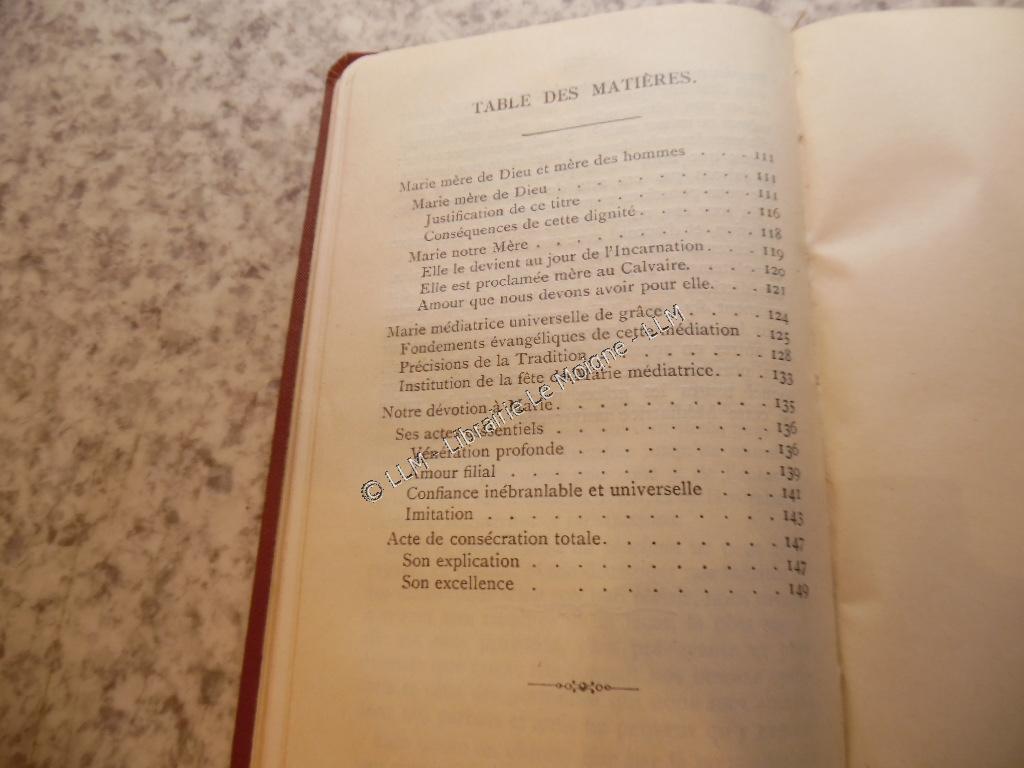 TABLE DES MATIÈRES.
Marie mère de Dieu et mère des hommes . . . 111
Marie mère de Dieu . . . . . . . . . . 111
Justification de ce titre . . . . . . . . 111
Conséquences de cette dignité . . . . . . 116
Marie notre Mère . . . . . . . . . . . 118
Elle le devient au jour de l'Incarnation . . . 119
Elle est proclamée mère au Calvaire. . . . 120
Amour que nous devons avoir pour elle. . . 121
Marie médiatrice universelle de grâces . . . . 124
Fondements évangéliques de cette médiation . 125
Précisions de la Tradition . . . . . . . . 128
Institution de la fête de Marie médiatrice. . . 133
Notre dévotion à Marie . . . . . . . . . . 135
Ses actes essentiels . . . . . . . . . . 136
Vénération profonde . . . . . . . . . 136
Amour filial . . . . . . . . . . . . 139
Confiance inébranlable et universelle . . . 141
Imitation . . . . . . . . . . . . . 143
Acte de consécration totale. . . . . . . . 147
Son explication . . . . . . . . . . . 147
Son excellence . . . . . . . . . . . 149
© LLM - Librairie Le Moigne - LLM